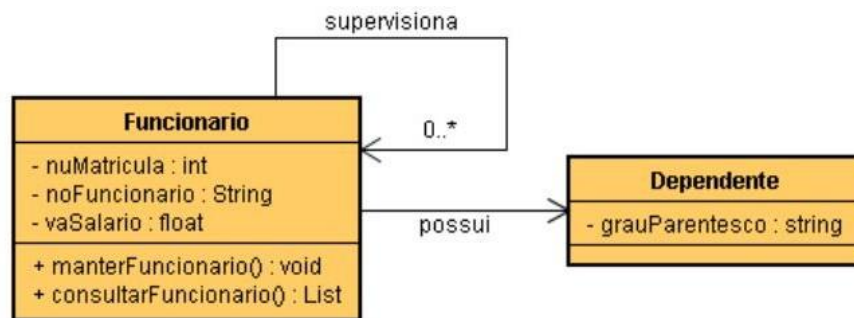 supervisiona
Funcionario
0..*
- nuMatricula : int
- noFuncionario : String
- vaSalario : float
+ manterFuncionario() : void
+ consultarFuncionario() : List
possui
Dependente
- grauParentesco : string